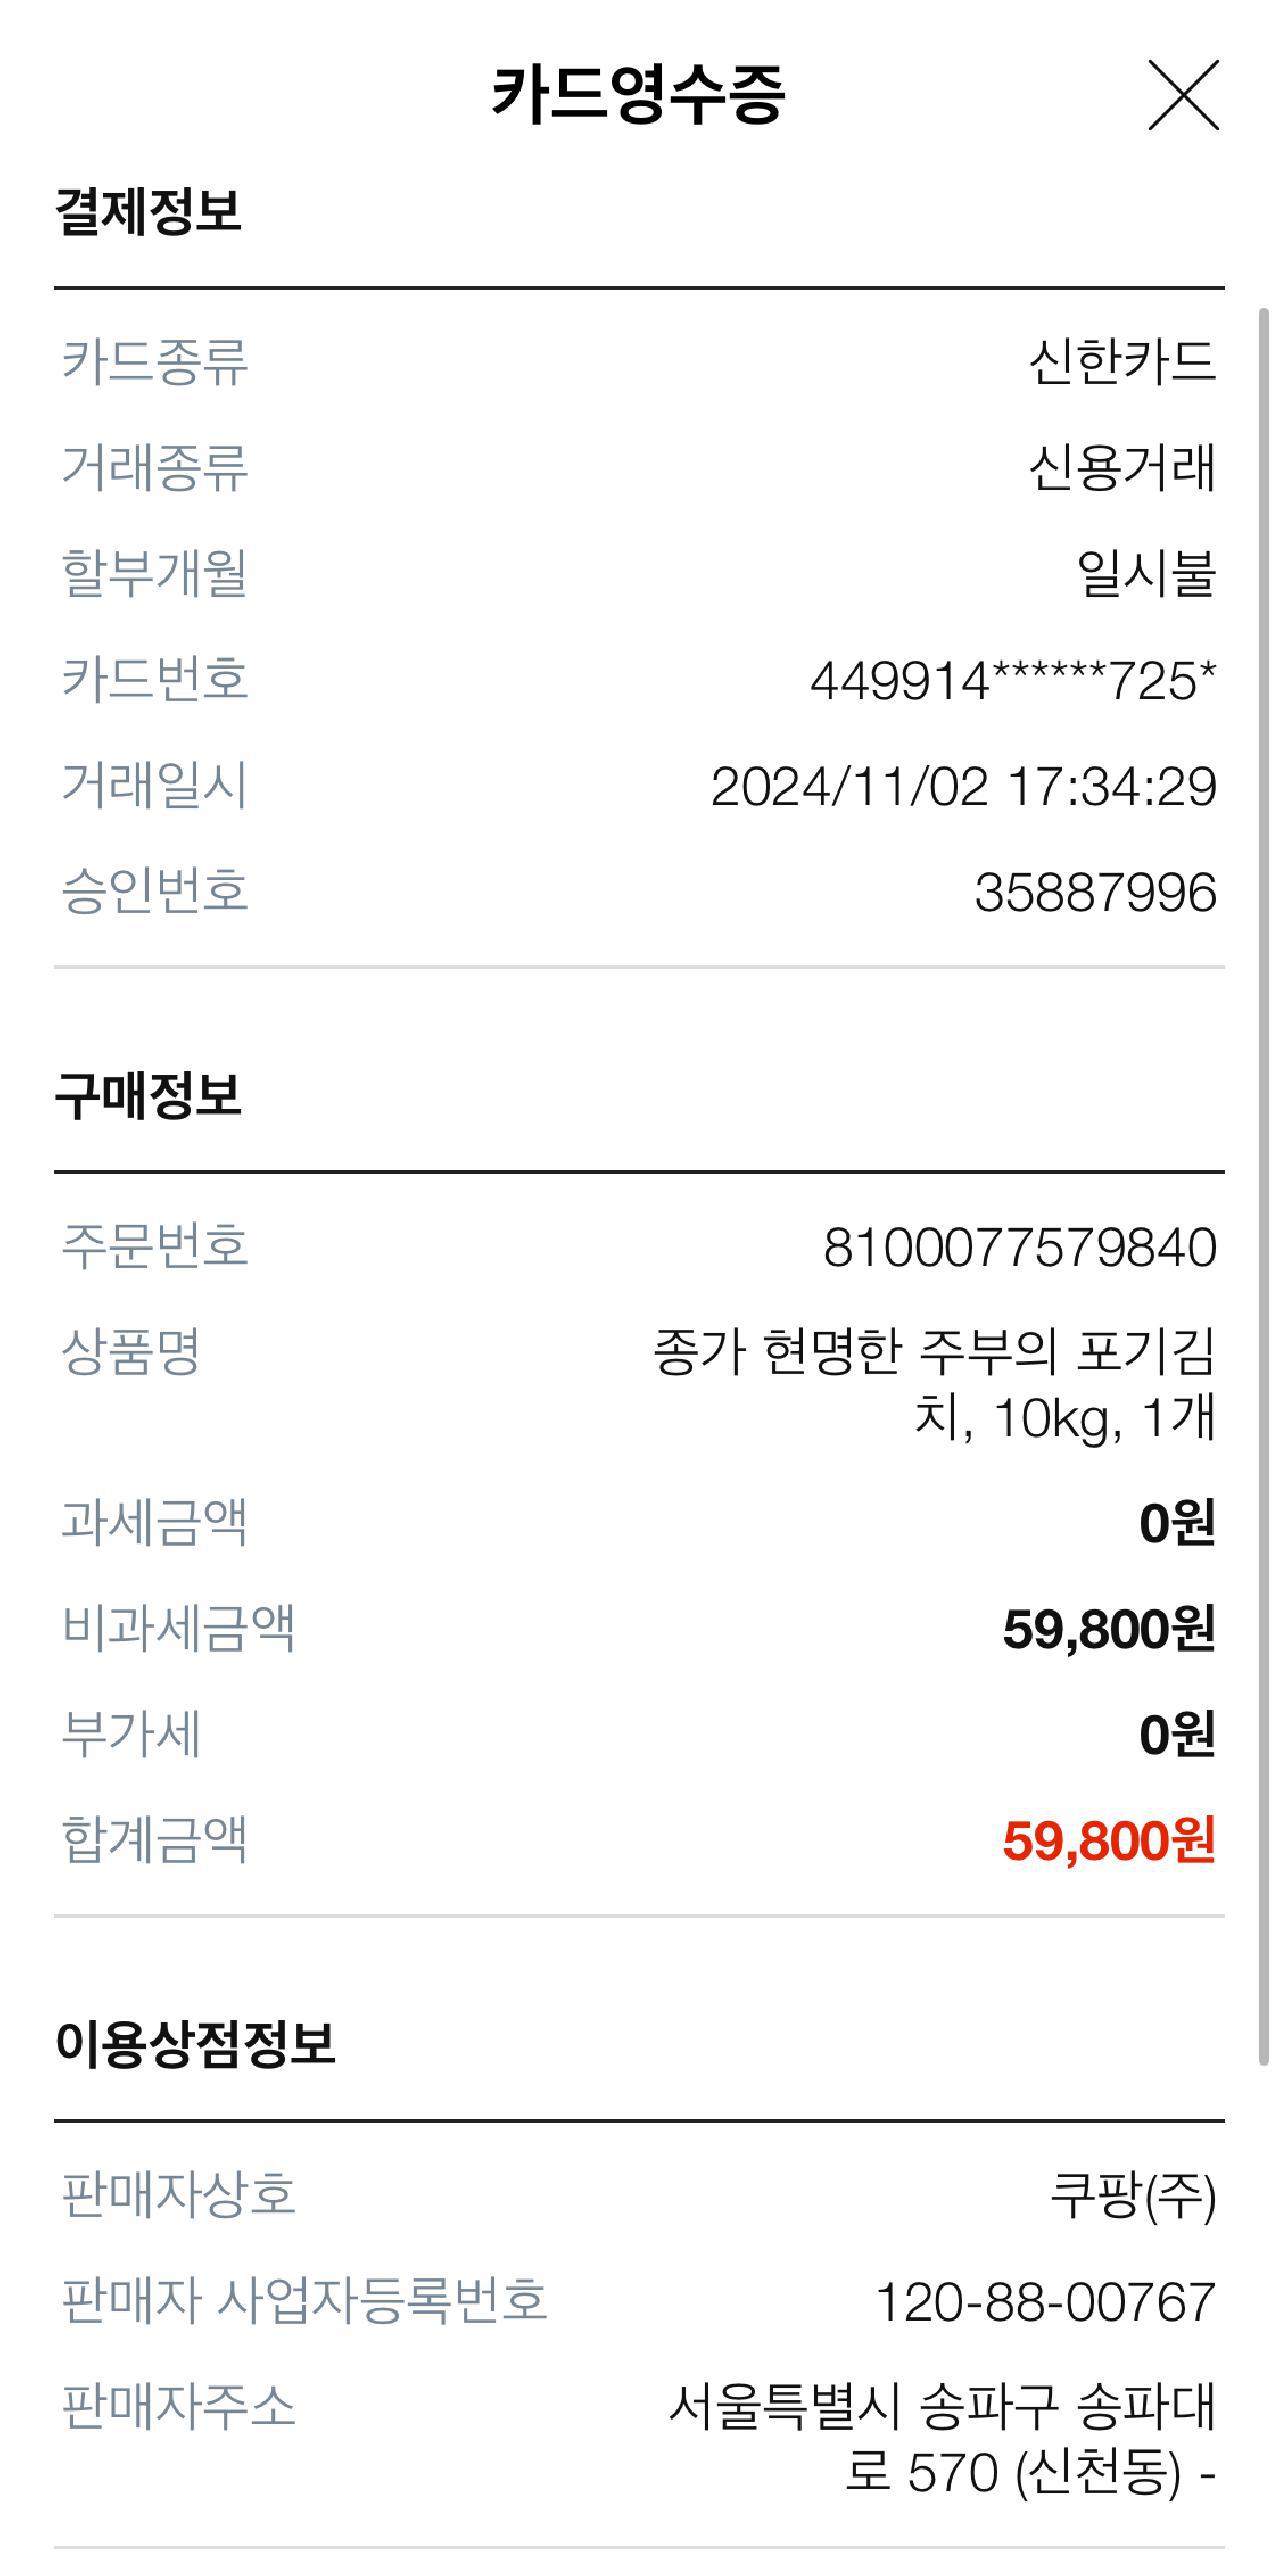 카드영수증
결제정보
카드종류 신한카드
거래종류 신용거래
할부개월 일시불
카드번호 449914******725*
거래일시 2024/11/02 17:34:29
승인번호 35887996
구매정보
주문번호 8100077579840
상품명 종가 현명한 주부의 포기김
치, 10kg, 1개
과세금액 0원
비과세금액 59,800원
부가세 0원
합계금액 59,800원
이용상점정보
판매자상호 쿠팡(주)
판매자 사업자등록번호 120-88-00767
판매자주소 서울특별시 송파구 송파대
로 570 (신천동) -